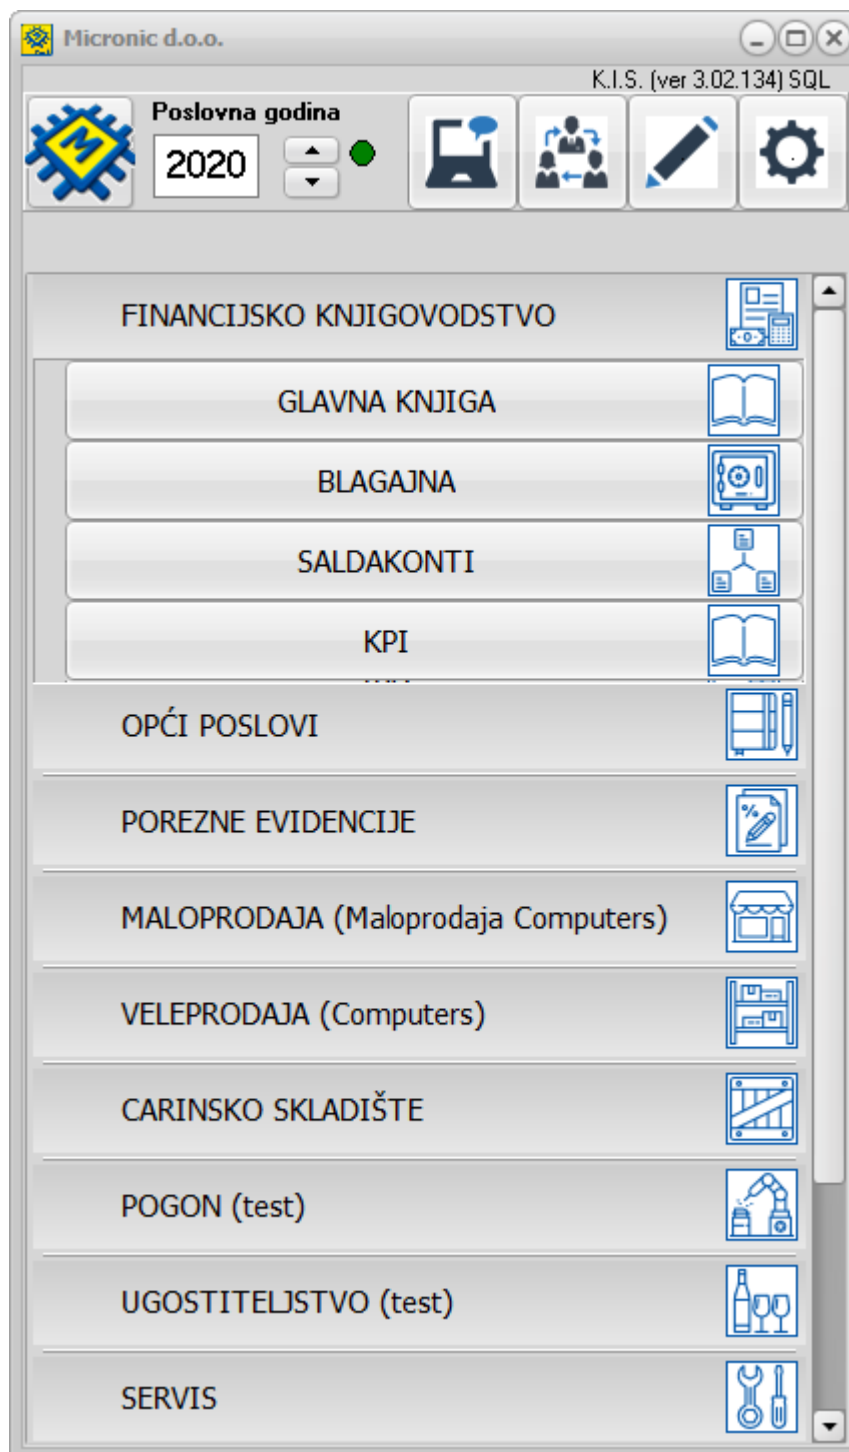 Micronic d.o.o.
K.I.S. (ver 3.02.134) SQL
M
Poslovna godina
2020
FINANCIJSKO KNJIGOVODSTVO
GLAVNA KNJIGA
BLAGAJNA
SALDAKONTI
KPI
OPĆI POSLOVI
POREZNE EVIDENCIJE
MALOPRODAJA (Maloprodaja Computers)
VELEPRODAJA (Computers)
CARINSKO SKLADIŠTE
POGON (test)
UGOSTITELJSTVO (test)
SERVIS